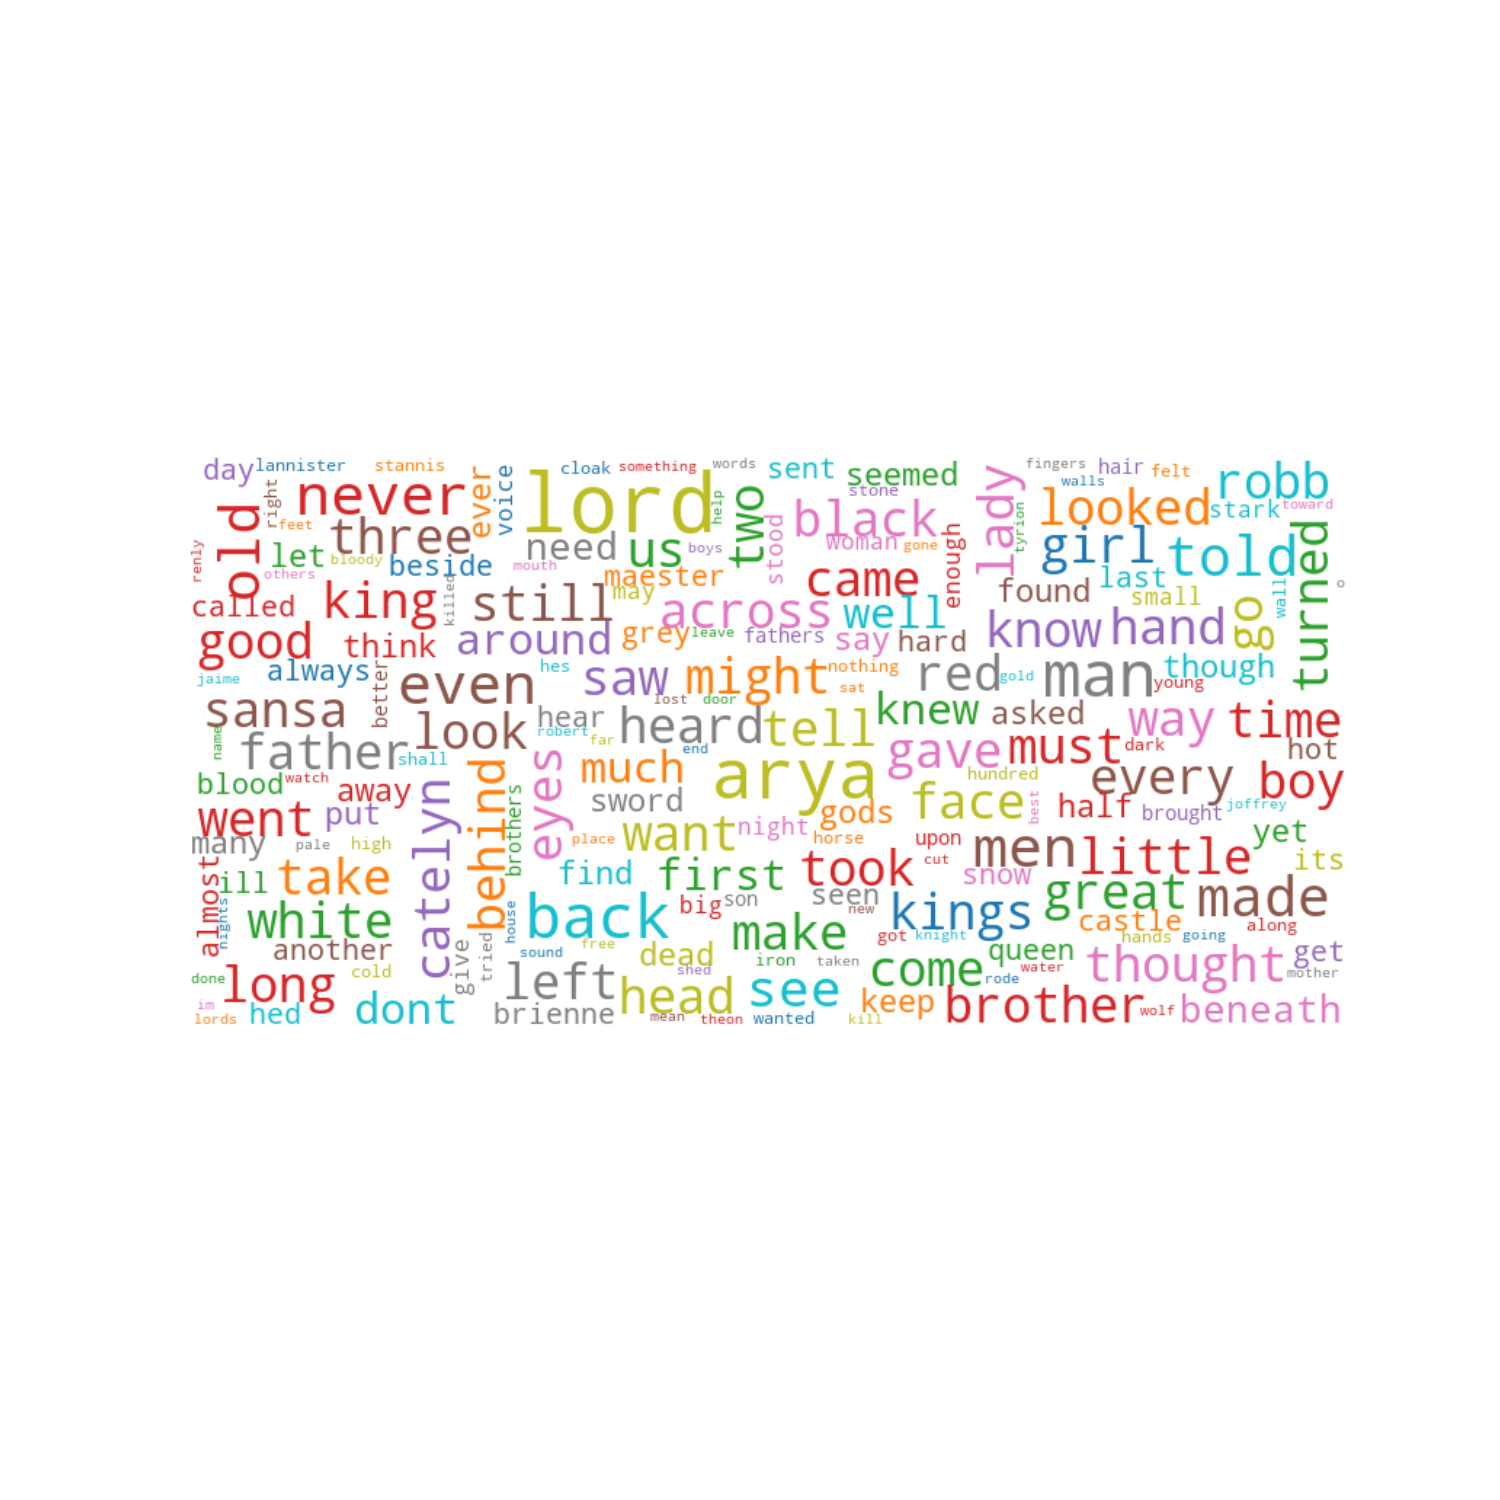 day lannister stannis ever voice cloak something words sent seemed lady fingers hair felt robb
right never lord help two stone walls looked stark toward
old feet three need us boys black stood woman gone enough tyrion girl told turned
renly let bloody beside mouth maester came last o
others killed may found small wall
called king still across well go
good think around grey leave fathers say hard know hand
jaime always better even hes saw might nothing red gold man though
sansa look hear lost door sat knew asked young way time
name father robert far heard tell gave must dark hot
shall end
blood watch away catelyn behind eyes much arya hundred every boy
went put brothers sword gods face best half brought joffrey
many pale high place want night horse upon men little yet
almost ill take find first took cut snow great its
nights white house back big son seen new kings castle made
another tried sound free dead make got knight hands going along
done long cold give left shed iron taken come queen water rode thought get mother
im head see keep brother wolf beneath
lords hed dont brienne mean theon wanted kill